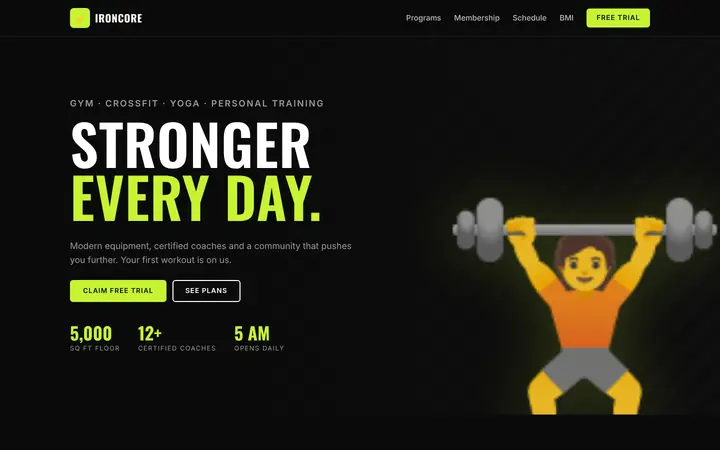 IRONCORE
Programs Membership Schedule BMI FREE TRIAL
GYM · CROSSFIT · YOGA · PERSONAL TRAINING
STRONGER
EVERY DAY.
Modern equipment, certified coaches and a community that pushes
you further. Your first workout is on us.
CLAIM FREE TRIAL SEE PLANS
5,000 12+ 5 AM
SQ FT FLOOR CERTIFIED COACHES OPENS DAILY